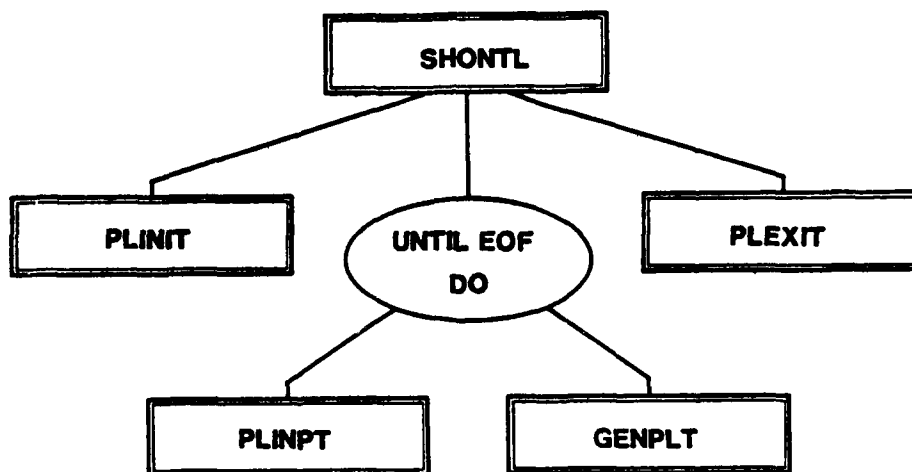 SHONTL
PLINIT
UNTIL EOF
DO
PLEXIT
PLINPT
GENPLT